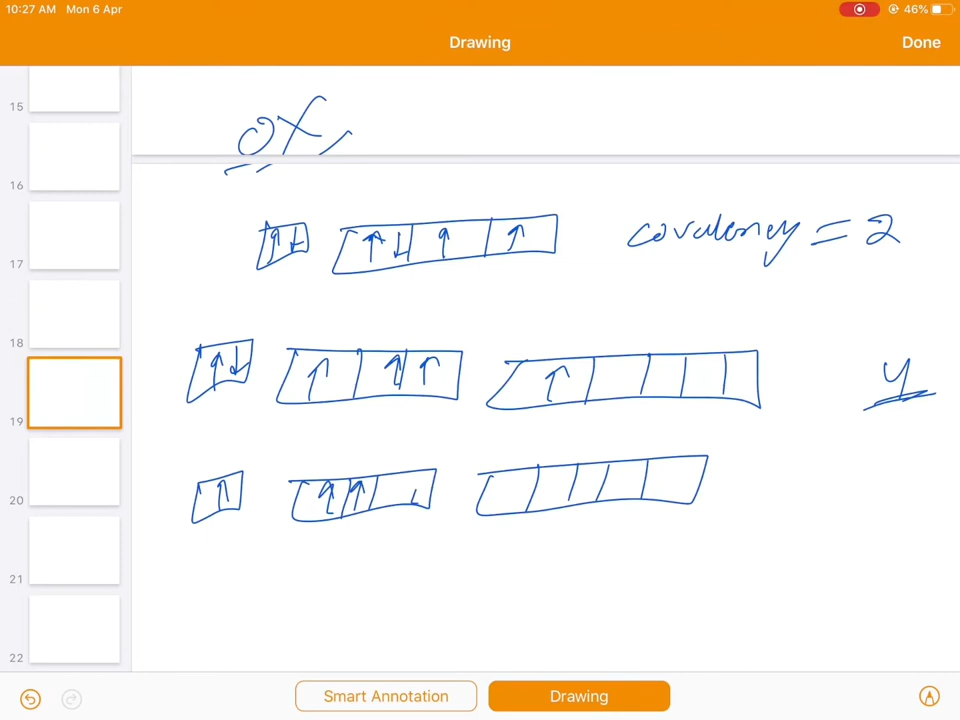 10:27 AM Mon 6 Apr
46%
Drawing
Done
15
16
17
18
19
20
21
22
OX
↑↓ ↑↓ ↑ ↑ covalency = 2
↑↓ ↑ ↑ ↑ ↑ 4
↑ ↑ ↑
Smart Annotation
Drawing